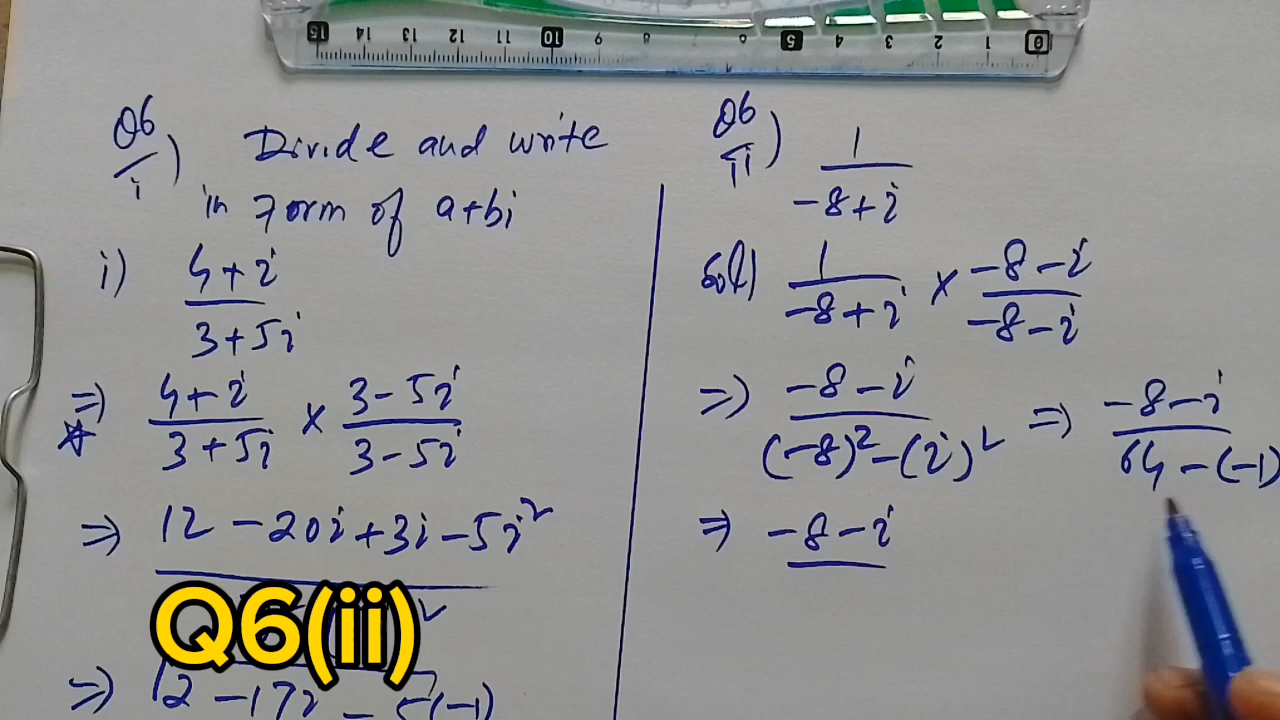 15 14 13 12 11 10 9 8 7 6 5 4 3 2 1 0
Q6
i) Divide and write
in Form of a+bi
i) 4+i
3+5i
=> 4+i × 3-5i
3+5i 3-5i
=> 12 -20i+3i-5i²
=> 12 -17i - 5(-1)
Q6(ii)
Q6
ii) 1
-8+i
Sol) 1 × -8-i
-8+i -8-i
=> -8-i => -8-i
(-8)²-(i)² 64-(-1)
=> -8-i